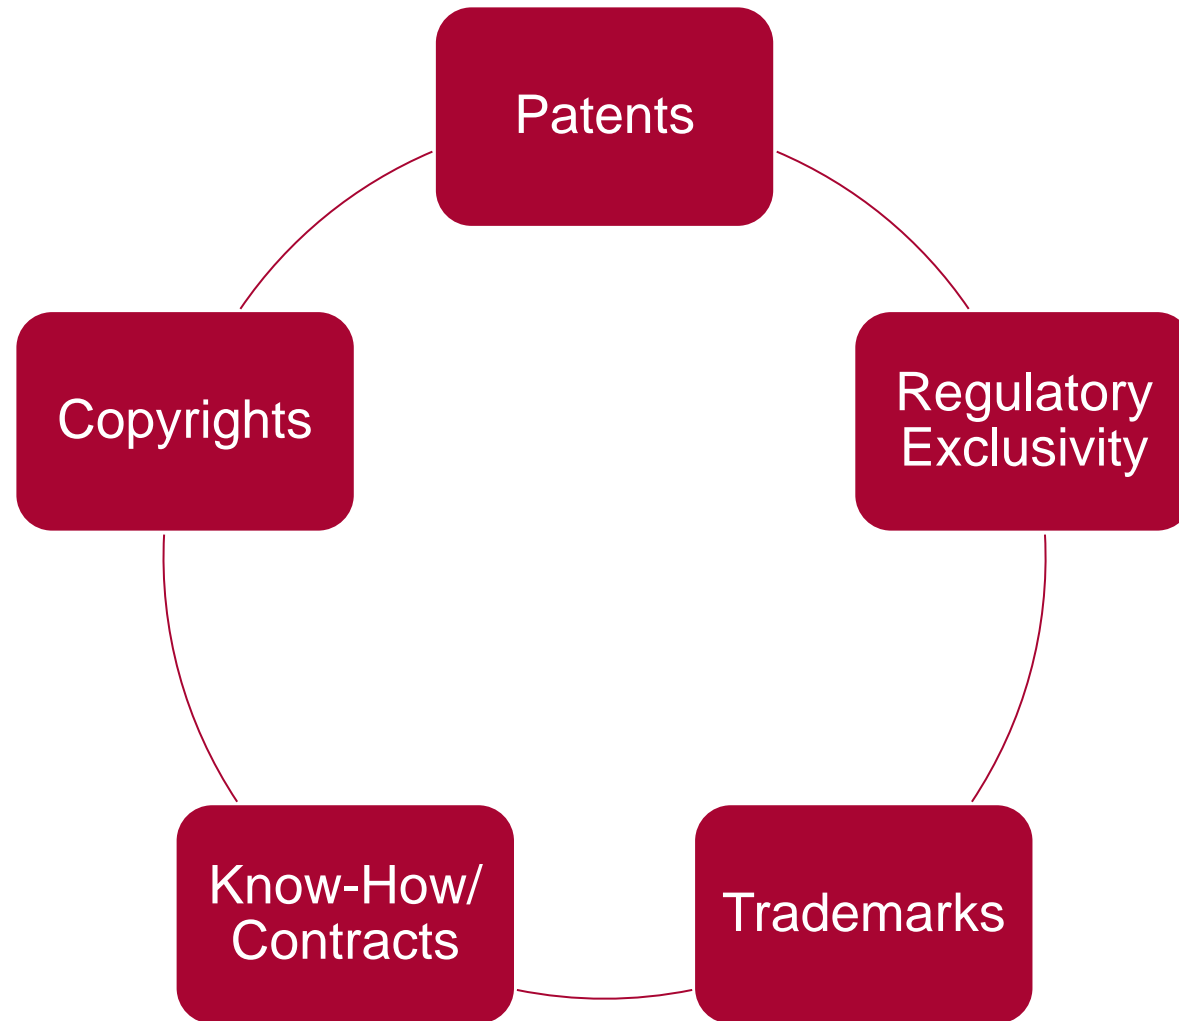 Patents
Regulatory
Exclusivity
Trademarks
Know-How/
Contracts
Copyrights